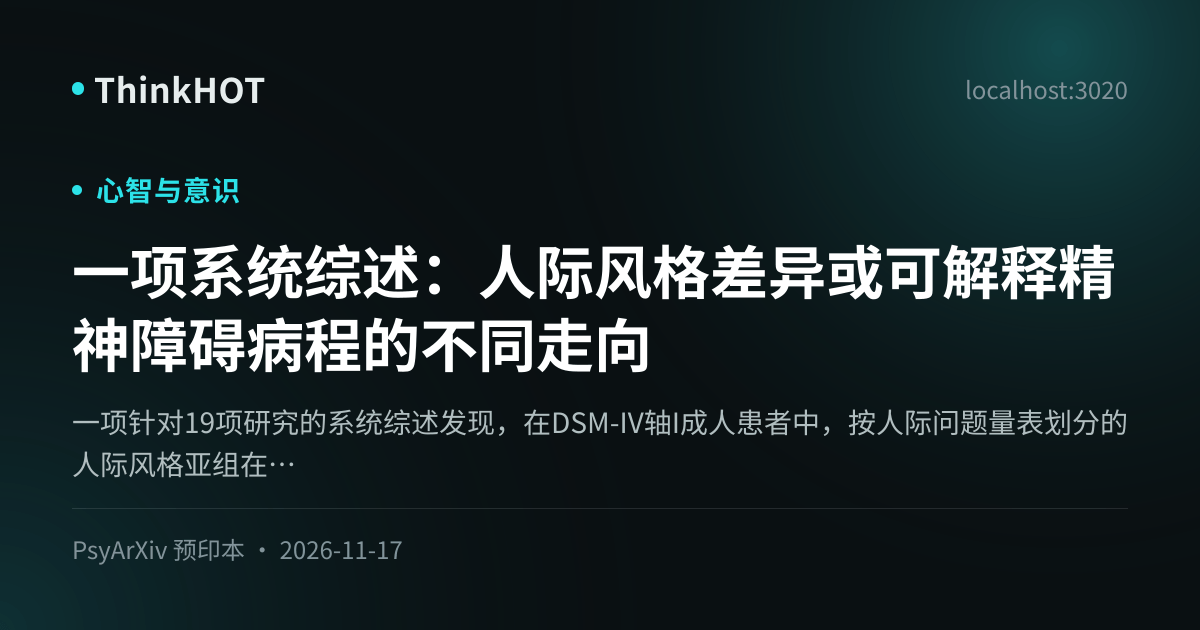 ThinkHOT
localhost:3020
心智与意识
一项系统综述：人际风格差异或可解释精
神障碍病程的不同走向
一项针对19项研究的系统综述发现，在DSM-IV轴I成人患者中，按人际问题量表划分的
人际风格亚组在…
PsyArXiv 预印本 · 2026-11-17